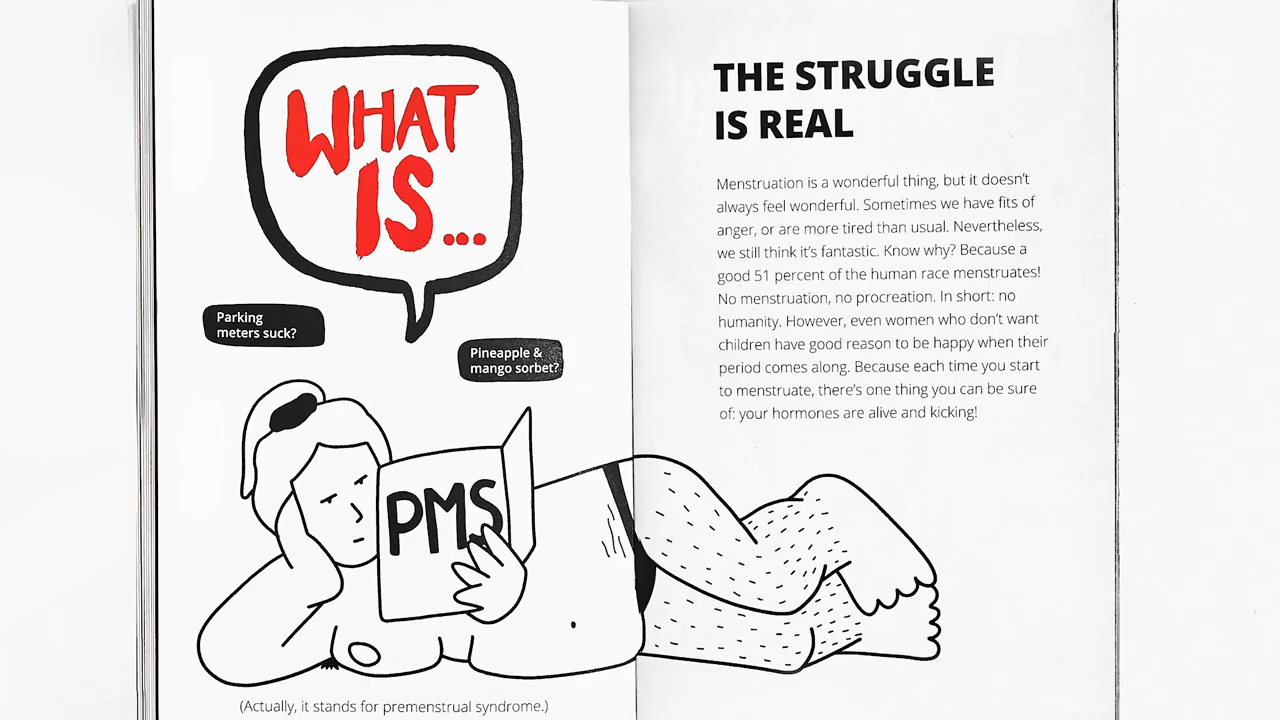 WHAT
IS...
Parking
meters suck?
Pineapple &
mango sorbet?
PMS
(Actually, it stands for premenstrual syndrome.)
THE STRUGGLE
IS REAL
Menstruation is a wonderful thing, but it doesn't
always feel wonderful. Sometimes we have fits of
anger, or are more tired than usual. Nevertheless,
we still think it's fantastic. Know why? Because a
good 51 percent of the human race menstruates!
No menstruation, no procreation. In short: no
humanity. However, even women who don't want
children have good reason to be happy when their
period comes along. Because each time you start
to menstruate, there's one thing you can be sure
of: your hormones are alive and kicking!